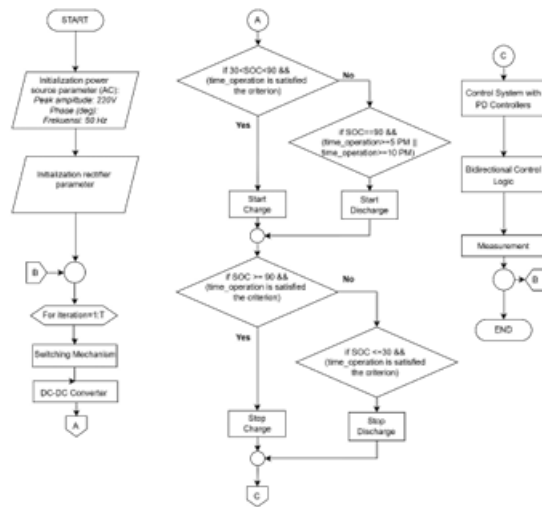 START
Initialization power
source parameter (AC):
Peak amplitude: 220V
Phase (deg):
Frekuensi: 50 Hz
Initialization rectifier
parameter
B
For iteration=1:T
Switching Mechanism
DC-DC Converter
A
A
if 30<SOC<90 &&
(time_operation is satisfied
the criterion)
No
Yes
if SOC==90 &&
(time_operation>=5 PM ||
time_operation>=10 PM)
Start
Charge
Start
Discharge
if SOC >= 90 &&
(time_operation is satisfied
the criterion)
No
Yes
if SOC <=30 &&
(time_operation is satisfied
the criterion)
Stop
Charge
Stop
Discharge
C
C
Control System with
PD Controllers
Bidirectional Control
Logic
Measurement
B
END